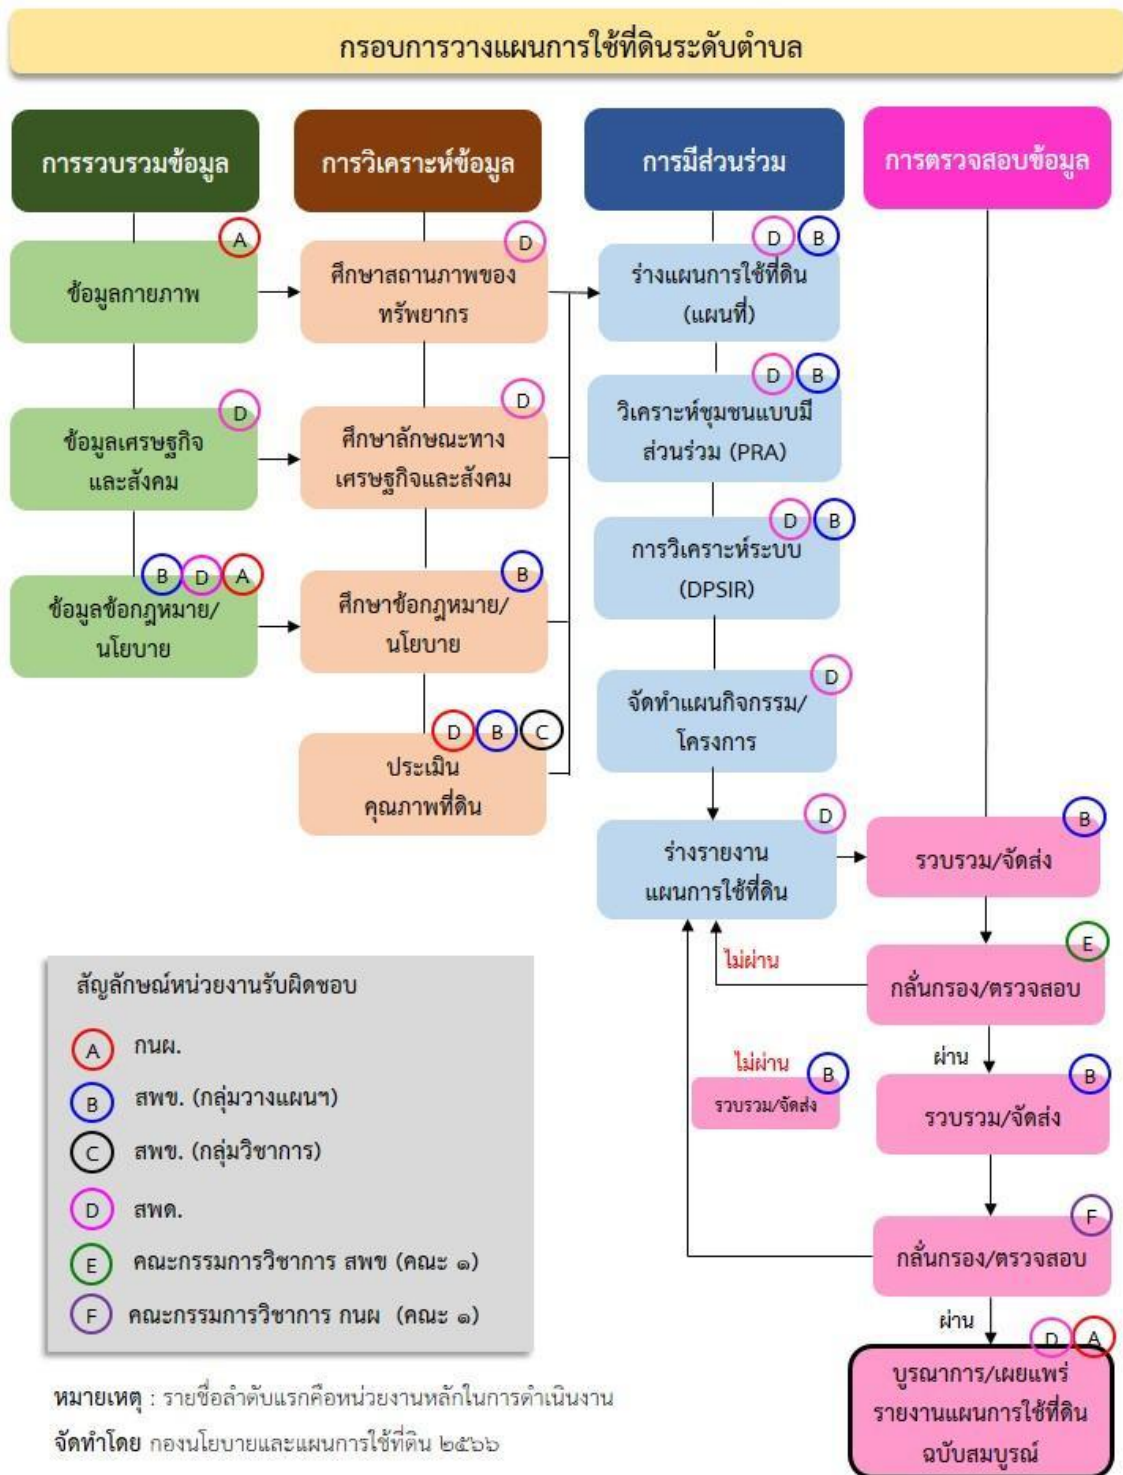 กรอบการวางแผนการใช้ที่ดินระดับตำบล
การรวบรวมข้อมูล
การวิเคราะห์ข้อมูล
การมีส่วนร่วม
การตรวจสอบข้อมูล
A
ข้อมูลกายภาพ
D
ศึกษาสถานภาพของ
ทรัพยากร
D B
ร่างแผนการใช้ที่ดิน
(แผนที่)
D
ข้อมูลเศรษฐกิจ
และสังคม
D
ศึกษาลักษณะทาง
เศรษฐกิจและสังคม
D B
วิเคราะห์ชุมชนแบบมี
ส่วนร่วม (PRA)
B D A
ข้อมูลข้อกฎหมาย/
นโยบาย
B
ศึกษาข้อกฎหมาย/
นโยบาย
D B
การวิเคราะห์ระบบ
(DPSIR)
D B C
ประเมิน
คุณภาพที่ดิน
D
จัดทำแผนกิจกรรม/
โครงการ
D
ร่างรายงาน
แผนการใช้ที่ดิน
B
รวบรวม/จัดส่ง
E
กลั่นกรอง/ตรวจสอบ
ไม่ผ่าน
ผ่าน
ไม่ผ่าน
B
รวบรวม/จัดส่ง
B
รวบรวม/จัดส่ง
F
กลั่นกรอง/ตรวจสอบ
ผ่าน
D A
บูรณาการ/เผยแพร่
รายงานแผนการใช้ที่ดิน
ฉบับสมบูรณ์
สัญลักษณ์หน่วยงานรับผิดชอบ
A กนผ.
B สพข. (กลุ่มวางแผนฯ)
C สพข. (กลุ่มวิชาการ)
D สพด.
E คณะกรรมการวิชาการ สพข (คณะ ๑)
F คณะกรรมการวิชาการ กนผ (คณะ ๑)
หมายเหตุ : รายชื่อลำดับแรกคือหน่วยงานหลักในการดำเนินงาน
จัดทำโดย กองนโยบายและแผนการใช้ที่ดิน ๒๕๖๖